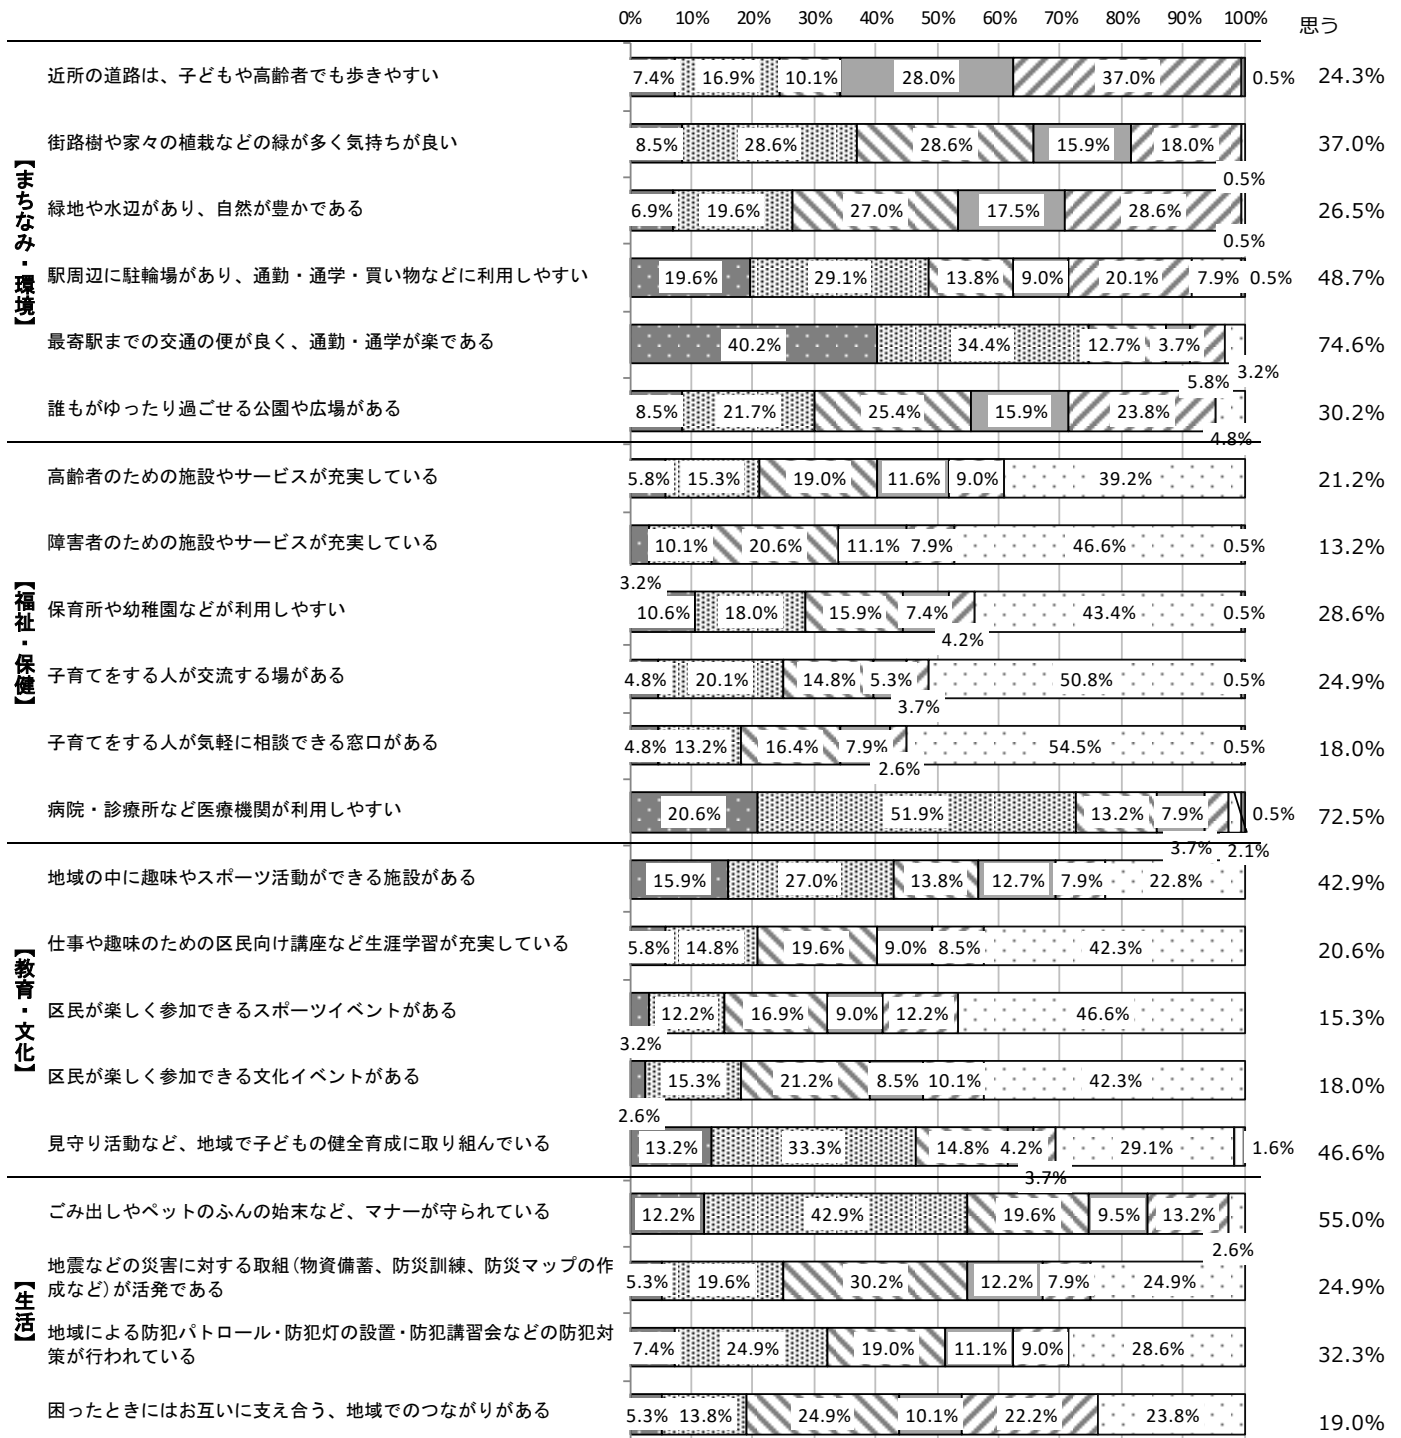 0% 10% 20% 30% 40% 50% 60% 70% 80% 90% 100% 思う
【まちなみ・環境】
近所の道路は、子どもや高齢者でも歩きやすい 7.4% 16.9% 10.1% 28.0% 37.0% 0.5% 24.3%
街路樹や家々の植栽などの緑が多く気持ちが良い 8.5% 28.6% 28.6% 15.9% 18.0% 37.0%
0.5%
緑地や水辺があり、自然が豊かである 6.9% 19.6% 27.0% 17.5% 28.6% 26.5%
0.5%
駅周辺に駐輪場があり、通勤・通学・買い物などに利用しやすい 19.6% 29.1% 13.8% 9.0% 20.1% 7.9% 0.5% 48.7%
最寄駅までの交通の便が良く、通勤・通学が楽である 40.2% 34.4% 12.7% 3.7% 74.6%
5.8% 3.2%
誰もがゆったり過ごせる公園や広場がある 8.5% 21.7% 25.4% 15.9% 23.8% 30.2%
4.8%
【福祉・保健】
高齢者のための施設やサービスが充実している 5.8% 15.3% 19.0% 11.6% 9.0% 39.2% 21.2%
障害者のための施設やサービスが充実している 10.1% 20.6% 11.1% 7.9% 46.6% 0.5% 13.2%
3.2%
保育所や幼稚園などが利用しやすい 10.6% 18.0% 15.9% 7.4% 43.4% 0.5% 28.6%
4.2%
子育てをする人が交流する場がある 4.8% 20.1% 14.8% 5.3% 50.8% 0.5% 24.9%
3.7%
子育てをする人が気軽に相談できる窓口がある 4.8% 13.2% 16.4% 7.9% 54.5% 0.5% 18.0%
2.6%
病院・診療所など医療機関が利用しやすい 20.6% 51.9% 13.2% 7.9% 0.5% 72.5%
3.7% 2.1%
【教育・文化】
地域の中に趣味やスポーツ活動ができる施設がある 15.9% 27.0% 13.8% 12.7% 7.9% 22.8% 42.9%
仕事や趣味のための区民向け講座など生涯学習が充実している 5.8% 14.8% 19.6% 9.0% 8.5% 42.3% 20.6%
区民が楽しく参加できるスポーツイベントがある 12.2% 16.9% 9.0% 12.2% 46.6% 15.3%
3.2%
区民が楽しく参加できる文化イベントがある 15.3% 21.2% 8.5% 10.1% 42.3% 18.0%
2.6%
見守り活動など、地域で子どもの健全育成に取り組んでいる 13.2% 33.3% 14.8% 4.2% 29.1% 1.6% 46.6%
3.7%
【生活】
ごみ出しやペットのふんの始末など、マナーが守られている 12.2% 42.9% 19.6% 9.5% 13.2% 55.0%
2.6%
地震などの災害に対する取組(物資備蓄、防災訓練、防災マップの作
成など)が活発である 5.3% 19.6% 30.2% 12.2% 7.9% 24.9% 24.9%
地域による防犯パトロール・防犯灯の設置・防犯講習会などの防犯対
策が行われている 7.4% 24.9% 19.0% 11.1% 9.0% 28.6% 32.3%
困ったときにはお互いに支え合う、地域でのつながりがある 5.3% 13.8% 24.9% 10.1% 22.2% 23.8% 19.0%